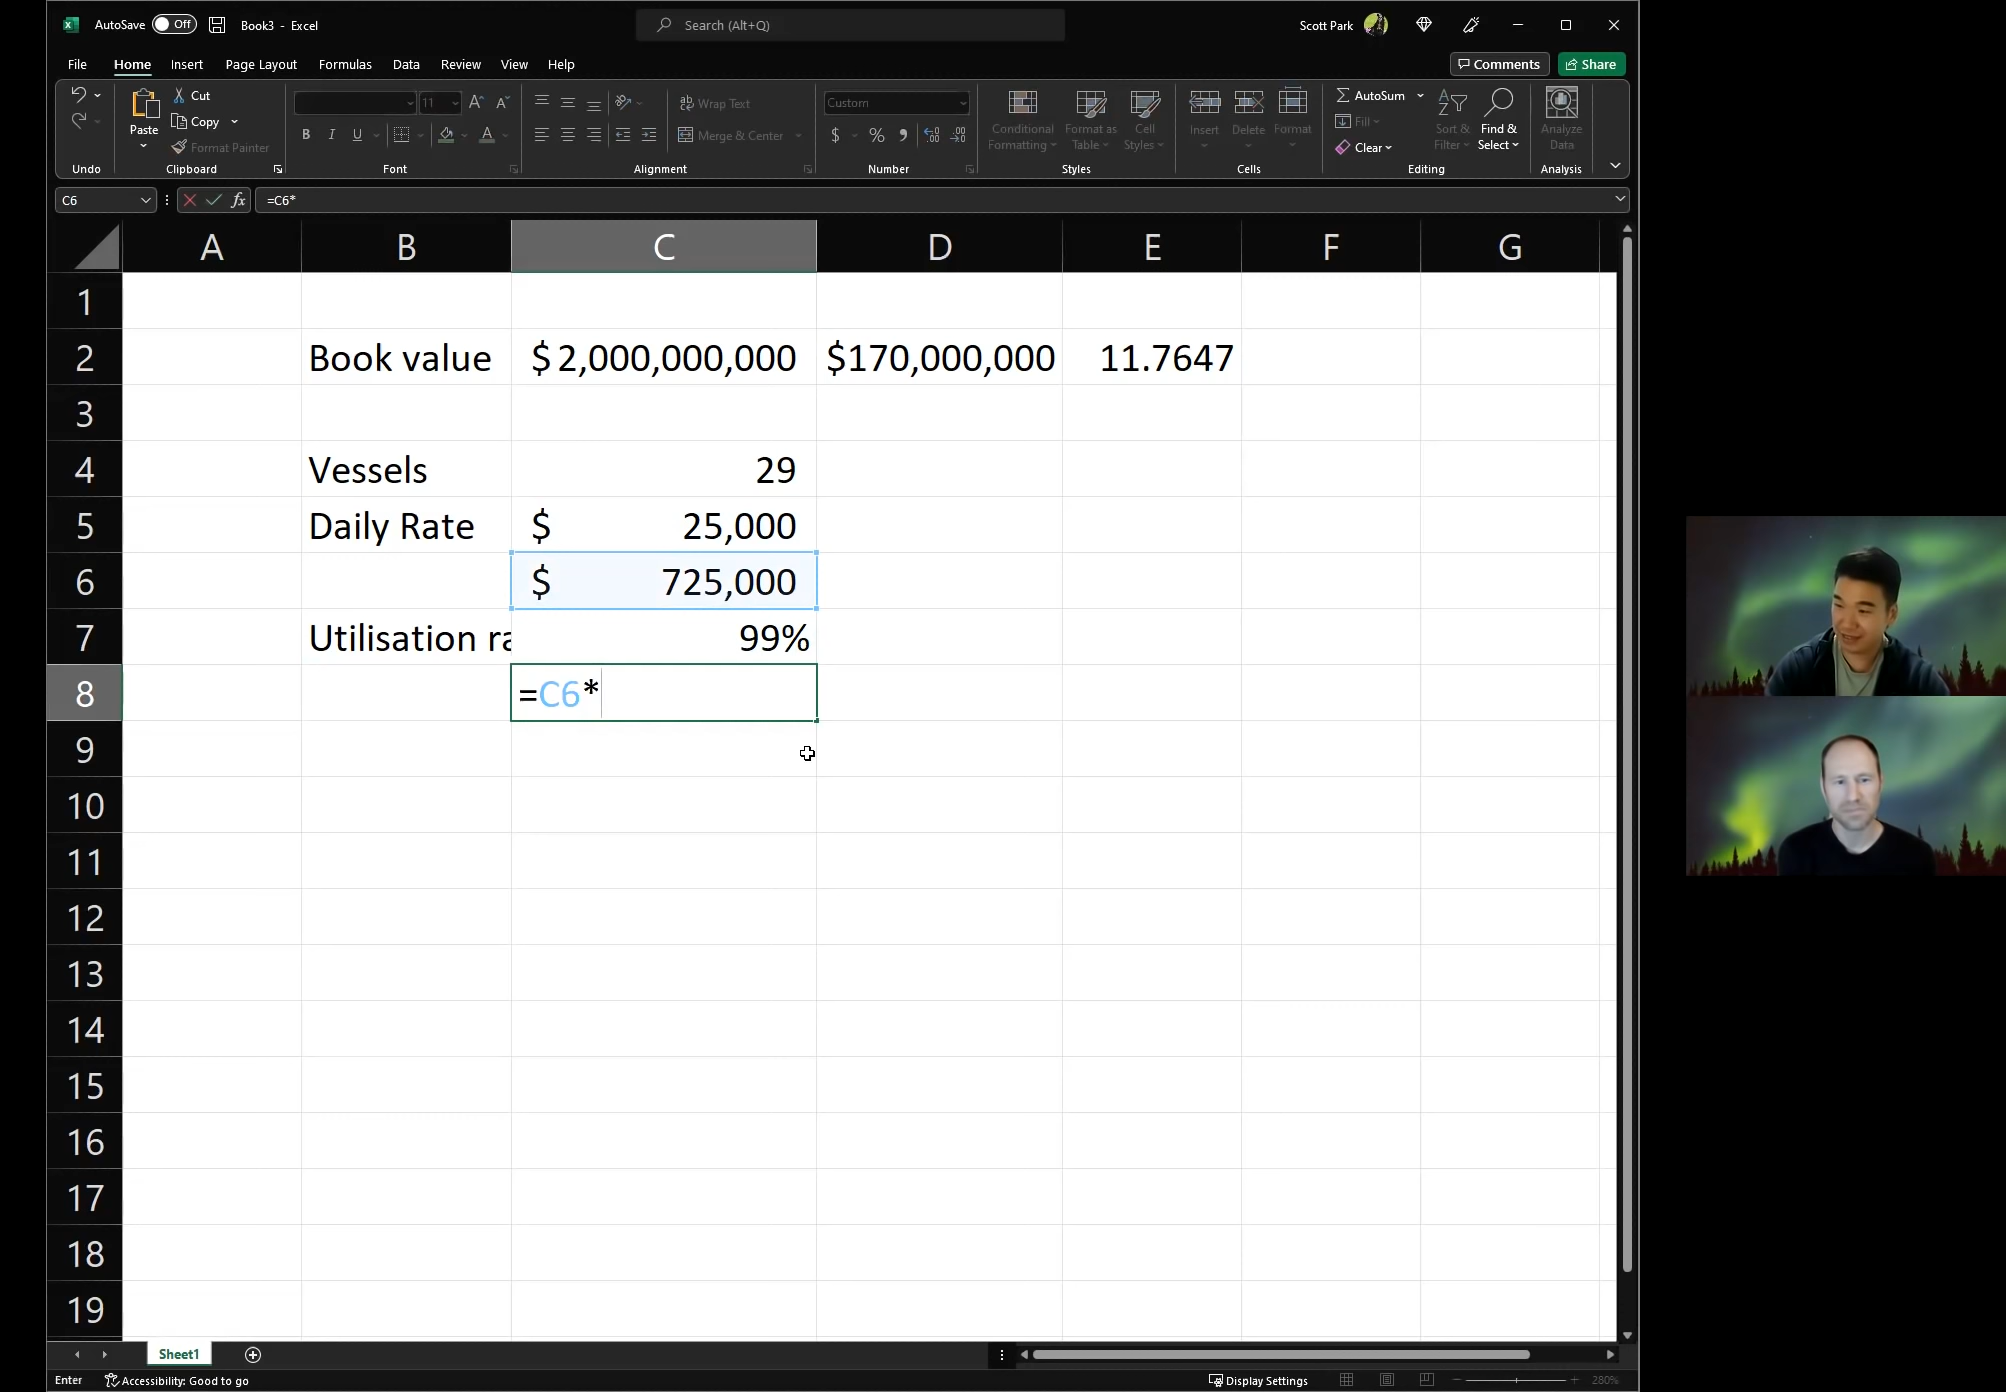 AutoSave Off Book3 - Excel Search (Alt+Q) Scott Park
File Home Insert Page Layout Formulas Data Review View Help Comments Share
Paste
Cut
Copy
Format Painter
11
Wrap Text
Merge & Center
Custom
Conditional Formatting
Format as Table
Cell Styles
Insert
Delete
Format
AutoSum
Fill
Clear
Sort & Filter
Find & Select
Analyze Data
Undo Clipboard Font Alignment Number Styles Cells Editing Analysis
C6 fx =C6*
A B C D E F G
1
2 Book value $ 2,000,000,000 $170,000,000 11.7647
3
4 Vessels 29
5 Daily Rate $ 25,000
6 $ 725,000
7 Utilisation ra 99%
8 =C6*
9
10
11
12
13
14
15
16
17
18
19
Sheet1
Enter Accessibility: Good to go Display Settings 280%